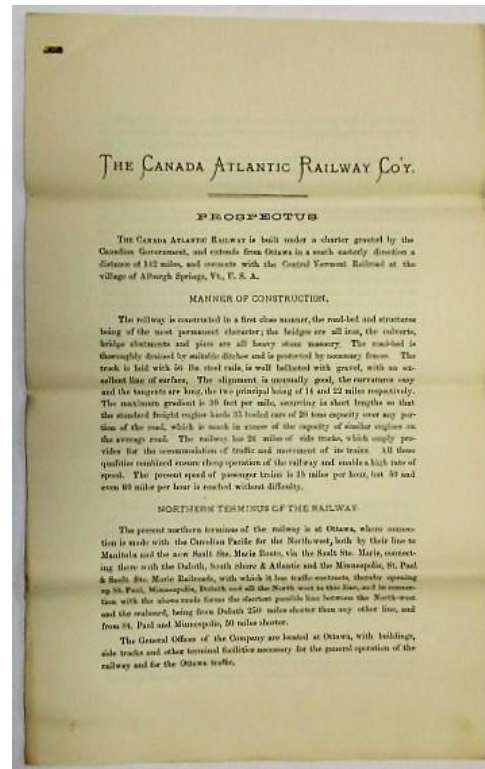 THE CANADA ATLANTIC RAILWAY CO'Y.
PROSPECTUS
THE CANADA ATLANTIC RAILWAY is built under a charter granted by the
Canadian Government, and extends from Ottawa in a south easterly direction a
distance of 142 miles, and connects with the Central Vermont Railroad at the
village of Alburgh Springs, Vt., U. S. A.
MANNER OF CONSTRUCTION.
The railway is constructed in a first class manner, the road-bed and structures
being of the most permanent character; the bridges are all iron, the culverts,
bridge abutments and piers are all heavy stone masonry. The road-bed is
thoroughly drained by suitable ditches and is protected by necessary fences. The
track is laid with 56 lbs. steel rails, is well ballasted with gravel, with an ex-
cellent line of surface. The alignment is unusually good, the curvatures easy
and the tangents are long, the two principal being of 14 and 22 miles respectively.
The maximum gradient is feet per mile, occurring in short lengths so that
the standard freight engine hauls 35 loaded cars of 20 tons capacity over any por-
tion of the road, which is much in excess of the capacity of similar engines on
the average road. The railway has miles of side tracks, which amply pro-
vides for the accommodation of traffic and movement of its trains. All these
qualities combined ensure cheap operation of the railway and enable a high rate of
speed. The present speed of passenger trains is miles per hour, but 50 and
even 60 miles per hour is reached without difficulty.
NORTHERN TERMINUS OF THE RAILWAY.
The present northern terminus of the railway is at Ottawa, where connec-
tion is made with the Canadian Pacific for the North-west, both by their line to
Manitoba and the new Sault Ste. Marie Route, via the Sault Ste. Marie, connect-
ing there with the Duluth, South Shore & Atlantic and the Minneapolis, St. Paul
& Sault Ste. Marie Railroads, with which it has traffic contracts, thereby opening
up St. Paul, Minneapolis, Duluth and all the North west to this line, and in connec-
tion with the above roads forms the shortest possible line between the North-west
and the seaboard, being from Duluth 250 miles shorter than any other line, and
from St. Paul and Minneapolis, 50 miles shorter.
The General Offices of the Company are located at Ottawa, with buildings,
side tracks and other terminal facilities necessary for the general operation of the
railway and for the Ottawa traffic.